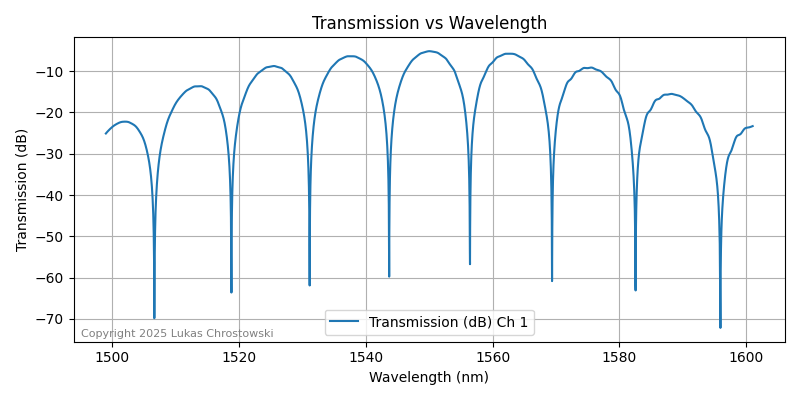 Transmission vs Wavelength
Transmission (dB)
−10
−20
−30
−40
−50
−60
−70
Copyright 2025 Lukas Chrostowski
Transmission (dB) Ch 1
1500 1520 1540 1560 1580 1600
Wavelength (nm)